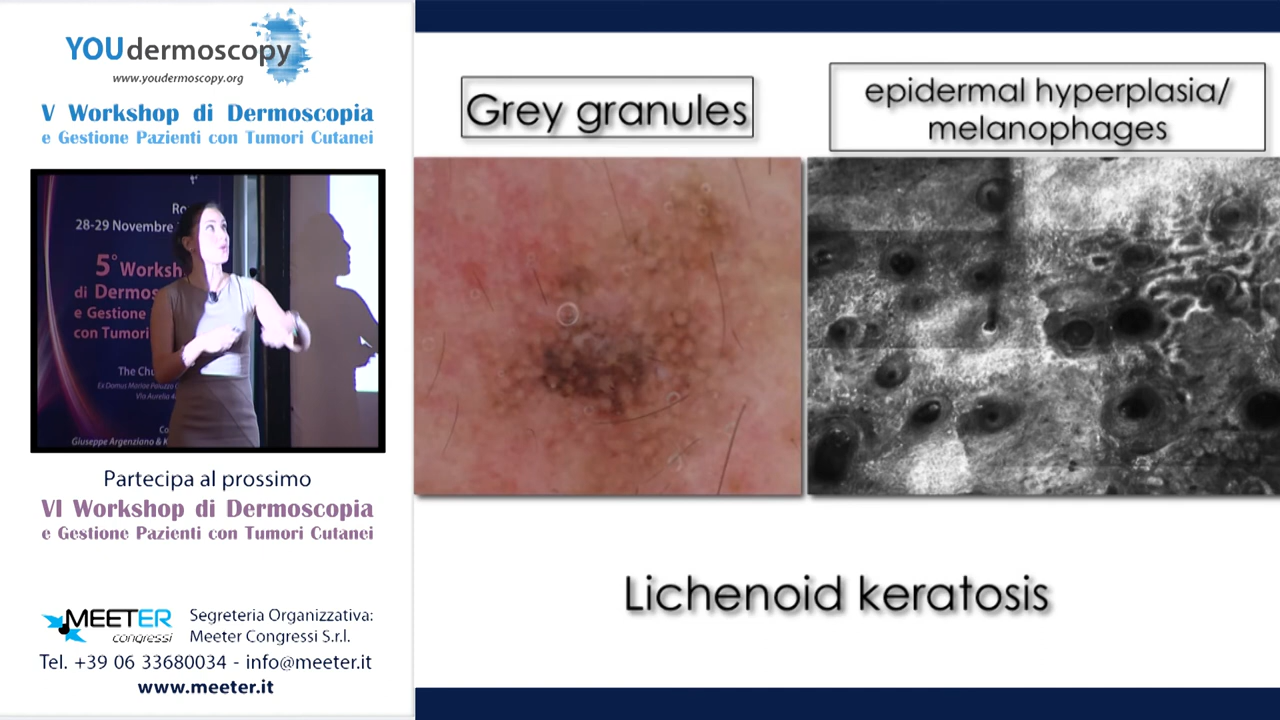 YOUdermoscopy
www.youdermoscopy.org
V Workshop di Dermoscopia
e Gestione Pazienti con Tumori Cutanei
Ro
28-29 Novembre
5° Worksh
di Dermos
e Gestione
con Tumori
The Chu
Ex Domus Mariae Palazzo C
Via Aurelia 4
Co
Giuseppe Argenziano & K
Partecipa al prossimo
VI Workshop di Dermoscopia
e Gestione Pazienti con Tumori Cutanei
MEETER
congressi
Segreteria Organizzativa:
Meeter Congressi S.r.l.
Tel. +39 06 33680034 - info@meeter.it
www.meeter.it
Grey granules
epidermal hyperplasia/
melanophages
Lichenoid keratosis